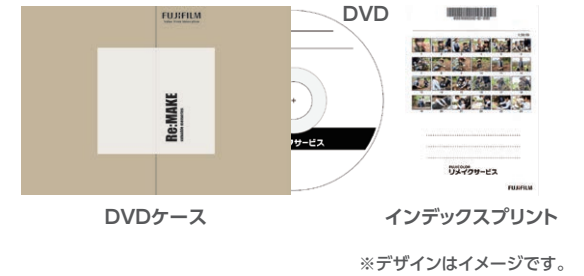 FUJIFILM
DVD
Re:MAKE
クサービス
FUJICOLOR
リメイクサービス
FUJIFILM
DVDケース
インデックスプリント
※デザインはイメージです。